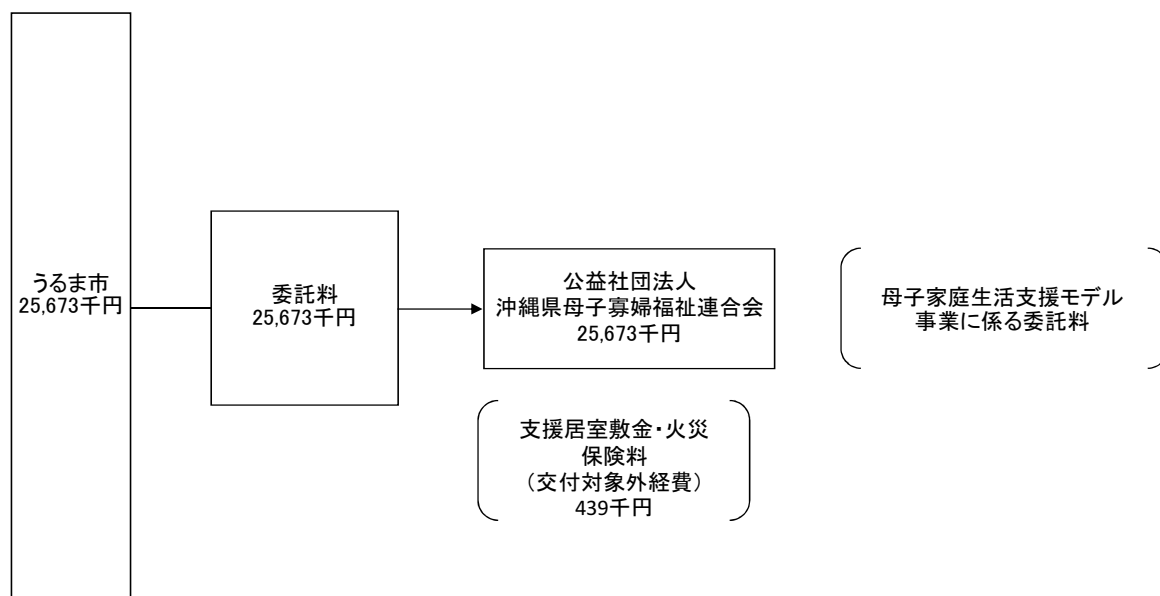 うるま市
25,673千円
委託料
25,673千円
公益社団法人
沖縄県母子寡婦福祉連合会
25,673千円
母子家庭生活支援モデル
事業に係る委託料
支援居室敷金・火災
保険料
（交付対象外経費）
439千円